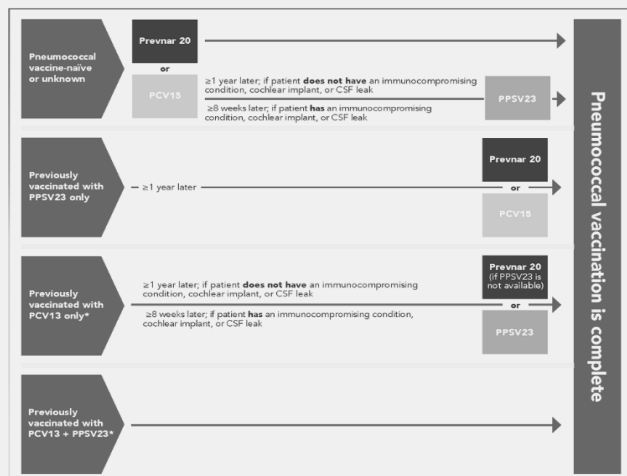 Pneumococcal
vaccine-naïve
or unknown
Prevnar 20
or
PCV15
≥1 year later; if patient does not have an immunocompromising
condition, cochlear implant, or CSF leak
≥8 weeks later; if patient has an immunocompromising
condition, cochlear implant, or CSF leak
PPSV23
Previously
vaccinated with
PPSV23 only
≥1 year later
Prevnar 20
or
PCV15
Previously
vaccinated with
PCV13 only*
≥1 year later; if patient does not have an immunocompromising
condition, cochlear implant, or CSF leak
≥8 weeks later; if patient has an immunocompromising condition,
cochlear implant, or CSF leak
Prevnar 20
(if PPSV23 is
not available)
or
PPSV23
Previously
vaccinated with
PCV13 + PPSV23*
Pneumococcal vaccination is complete